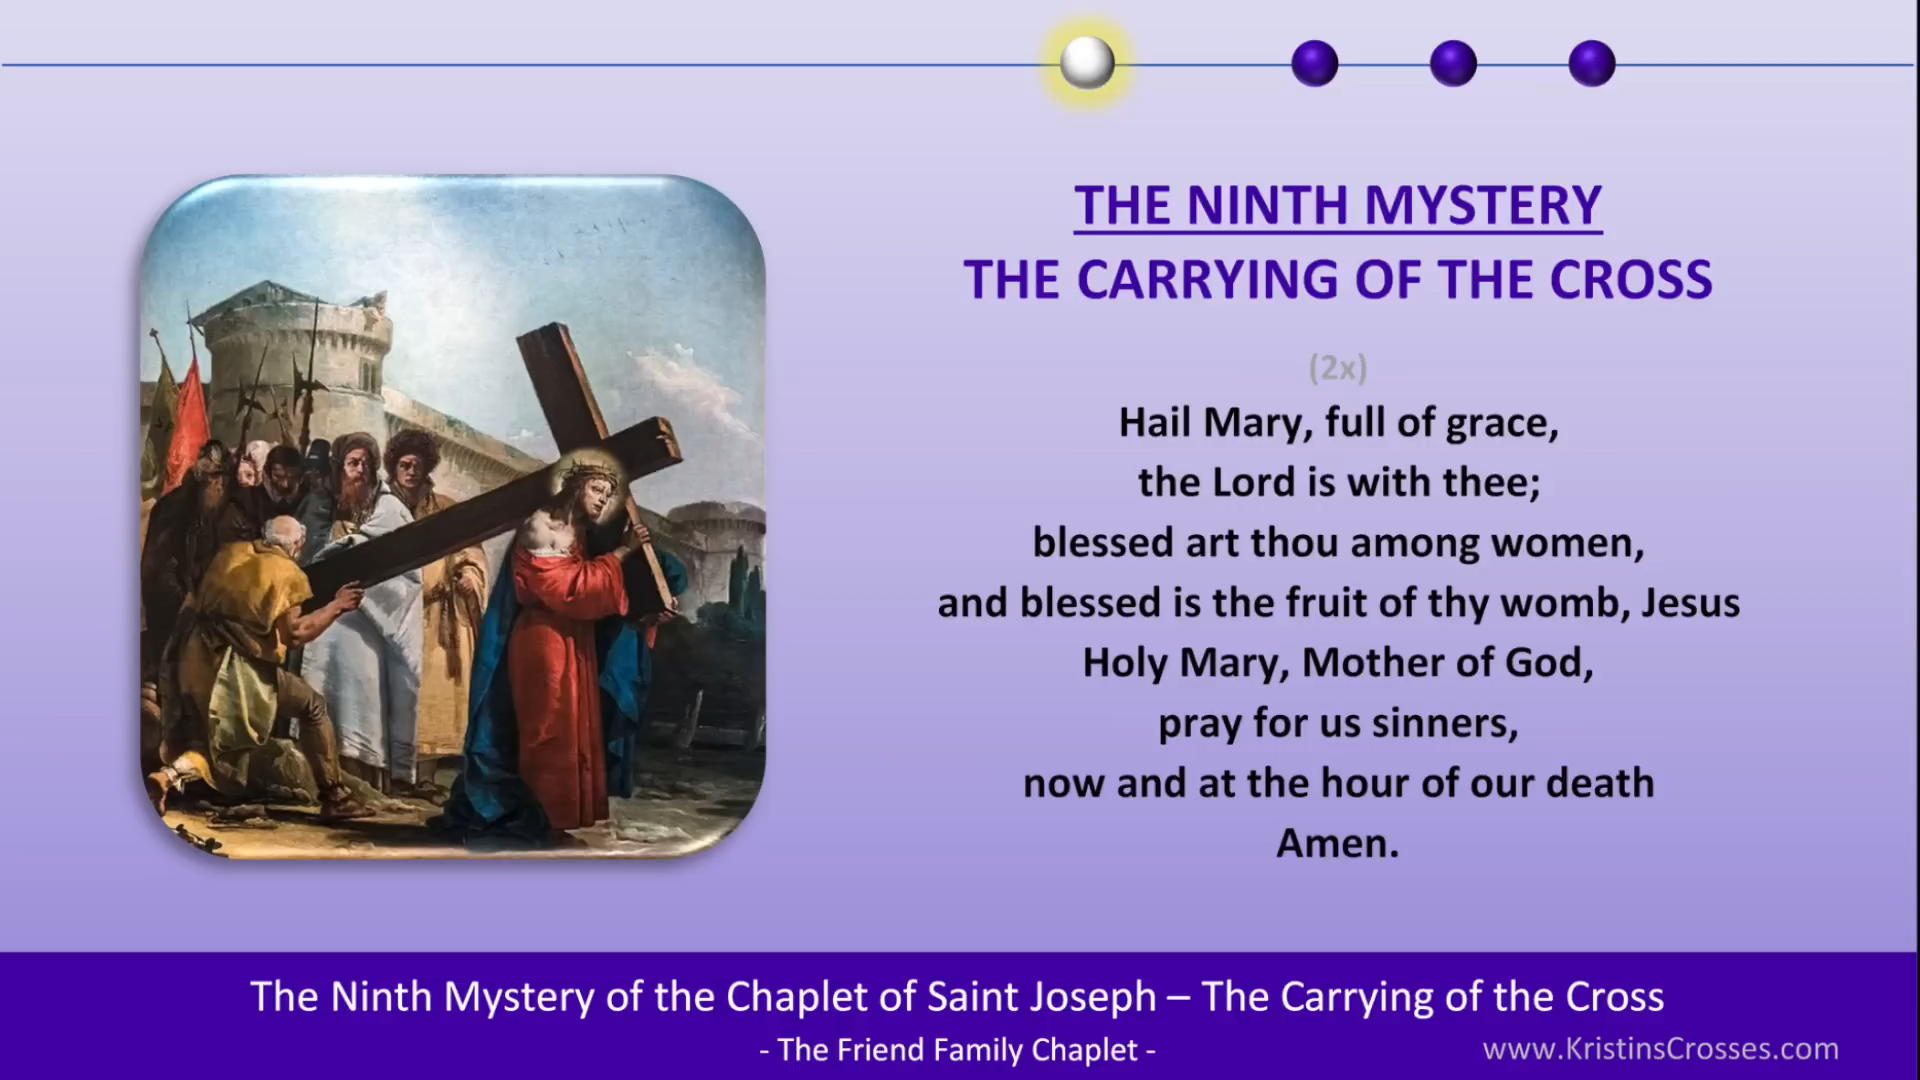 THE NINTH MYSTERY
THE CARRYING OF THE CROSS
(2x)
Hail Mary, full of grace,
the Lord is with thee;
blessed art thou among women,
and blessed is the fruit of thy womb, Jesus
Holy Mary, Mother of God,
pray for us sinners,
now and at the hour of our death
Amen.
The Ninth Mystery of the Chaplet of Saint Joseph – The Carrying of the Cross
- The Friend Family Chaplet -
www.KristinsCrosses.com